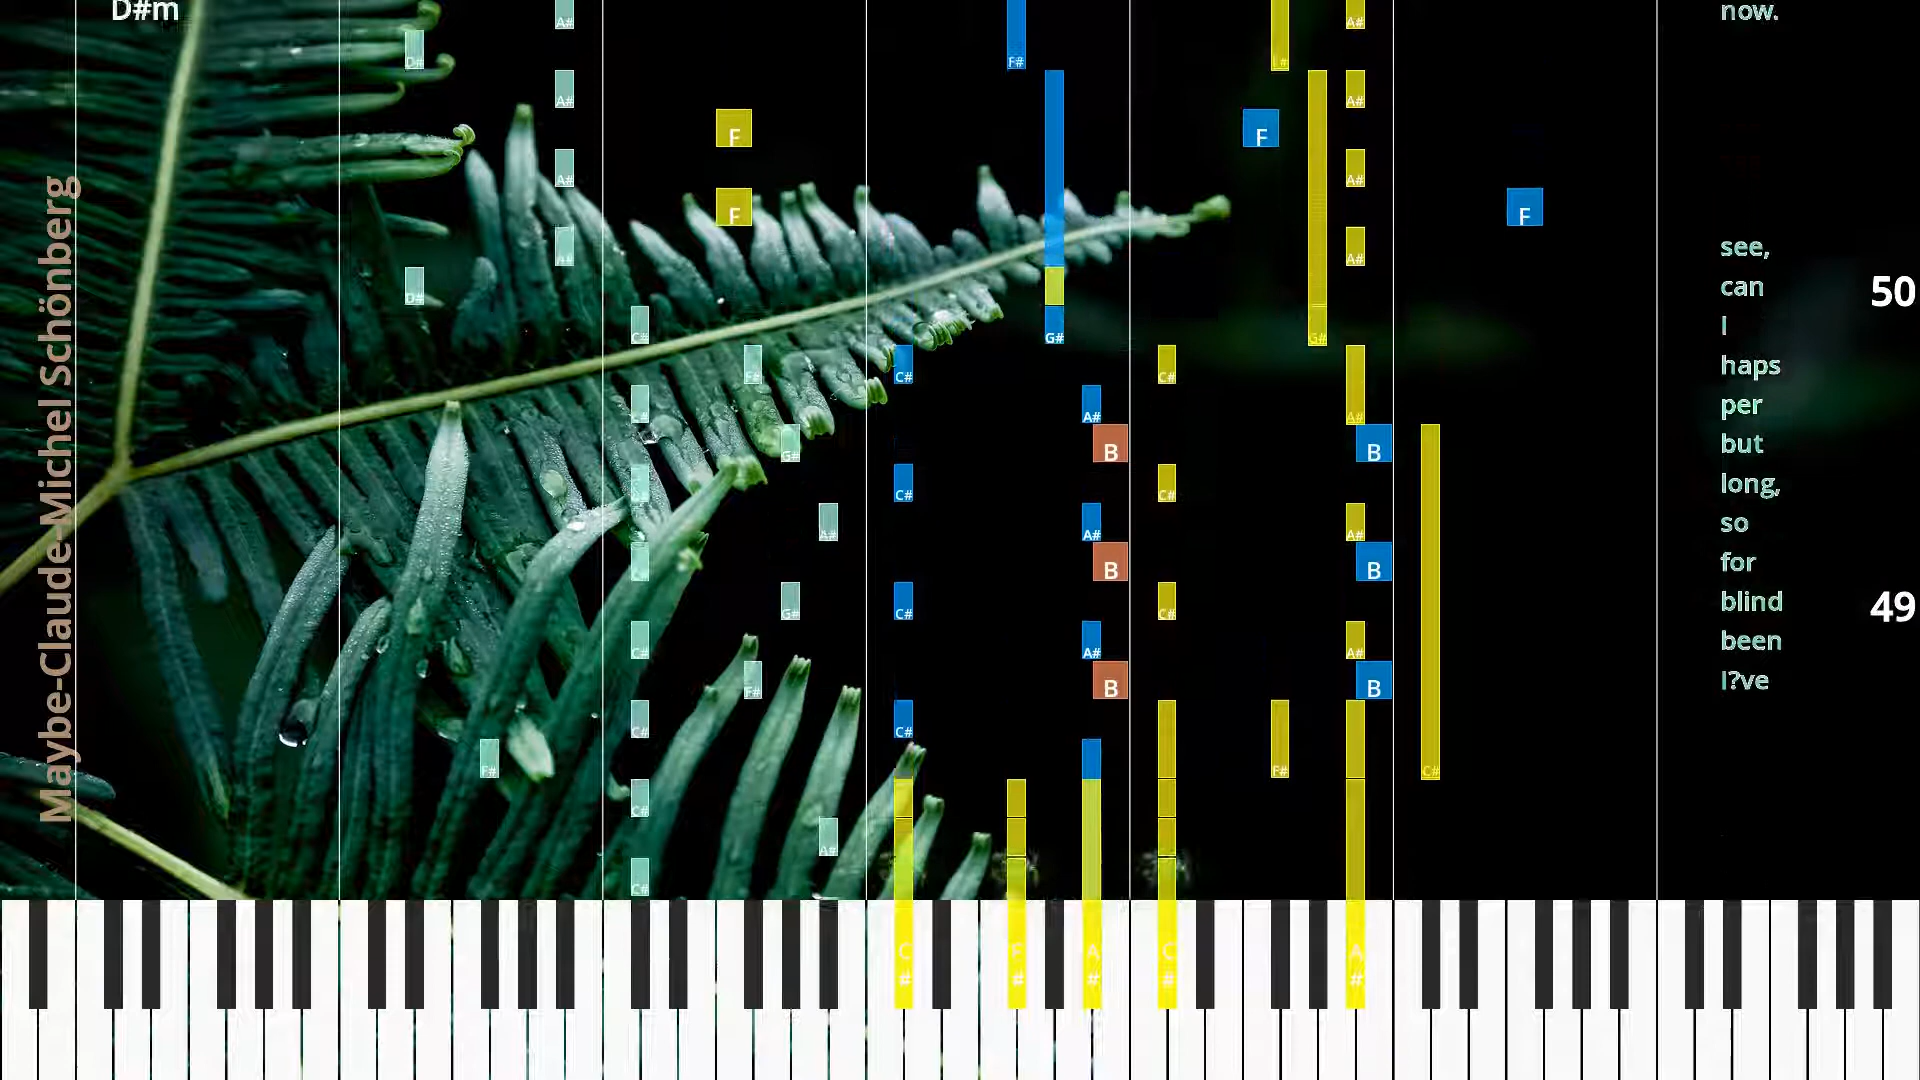 D#m
now.
A#
A#
D#
F#
A#
A#
A#
F
F
A#
A#
F
F
A#
A#
see,
D#
can
50
C#
G#
G#
I
F#
C#
C#
haps
C#
A#
A#
per
G#
B
B
but
C#
C#
C#
long,
A#
A#
A#
so
C#
B
B
for
G#
C#
C#
blind
49
C#
A#
A#
been
F#
B
B
I?ve
C#
C#
F#
F#
C#
C#
A#
C#
C
#
F
#
A
#
C
#
A
#
Maybe-Claude-Michel Schönberg